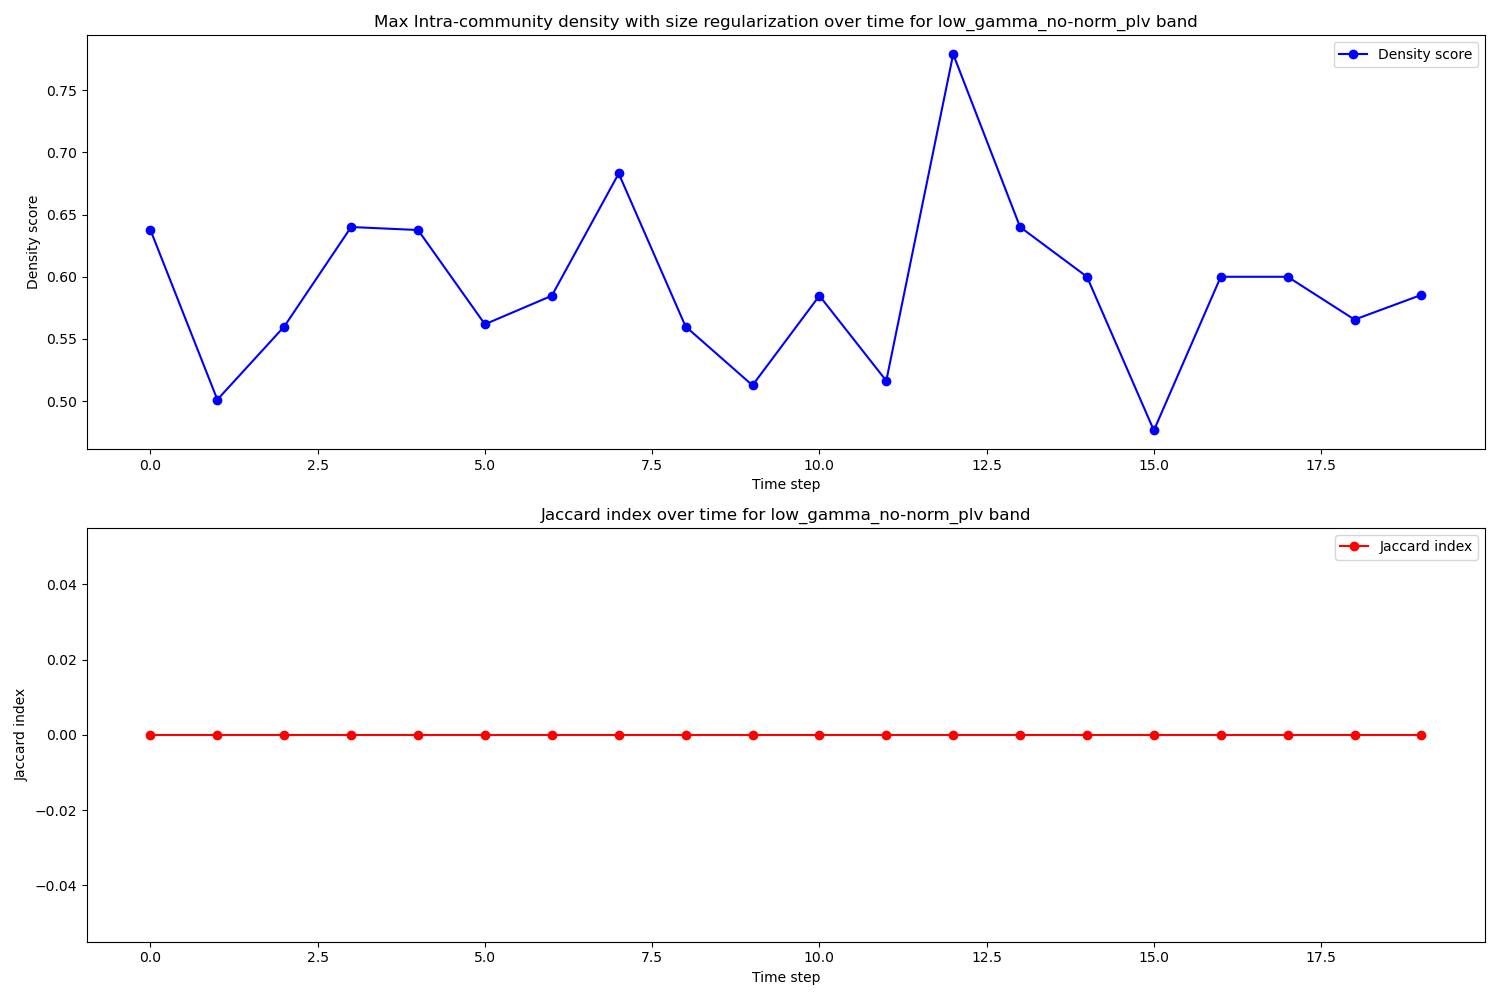 Max Intra-community density with size regularization over time for low_gamma_no-norm_plv band
Density score
0.75
0.70
0.65
0.60
0.55
0.50
Density score
0.0 2.5 5.0 7.5 10.0 12.5 15.0 17.5
Time step
Jaccard index over time for low_gamma_no-norm_plv band
Jaccard index
0.04
0.02
0.00
−0.02
−0.04
Jaccard index
0.0 2.5 5.0 7.5 10.0 12.5 15.0 17.5
Time step